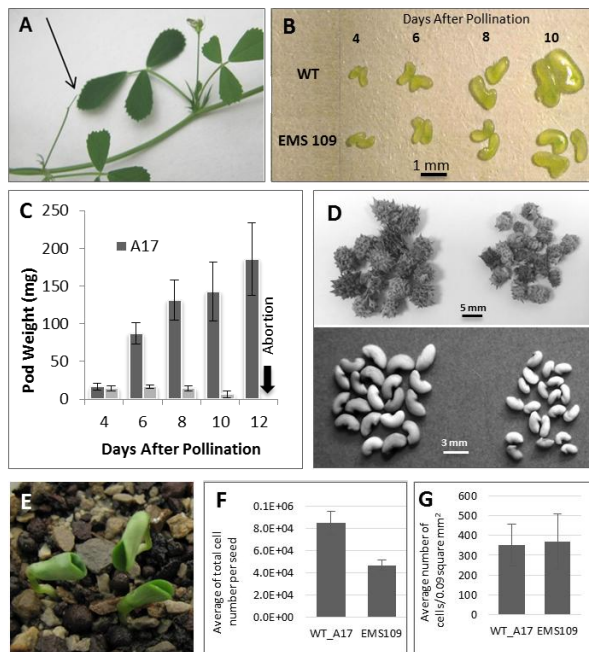 A
B
Days After Pollination
4 6 8 10
WT
EMS 109
1 mm
C
Pod Weight (mg)
250
200
150
100
50
0
A17
Abortion
4 6 8 10 12
Days After Pollination
D
5 mm
3 mm
E
F
Average of total cell
number per seed
0.1E+06
8.0E+04
6.0E+04
4.0E+04
2.0E+04
0.0E+00
WT_A17 EMS109
G
Average number of
cells/0.09 square mm²
600
500
400
300
200
100
0
WT_A17 EMS109